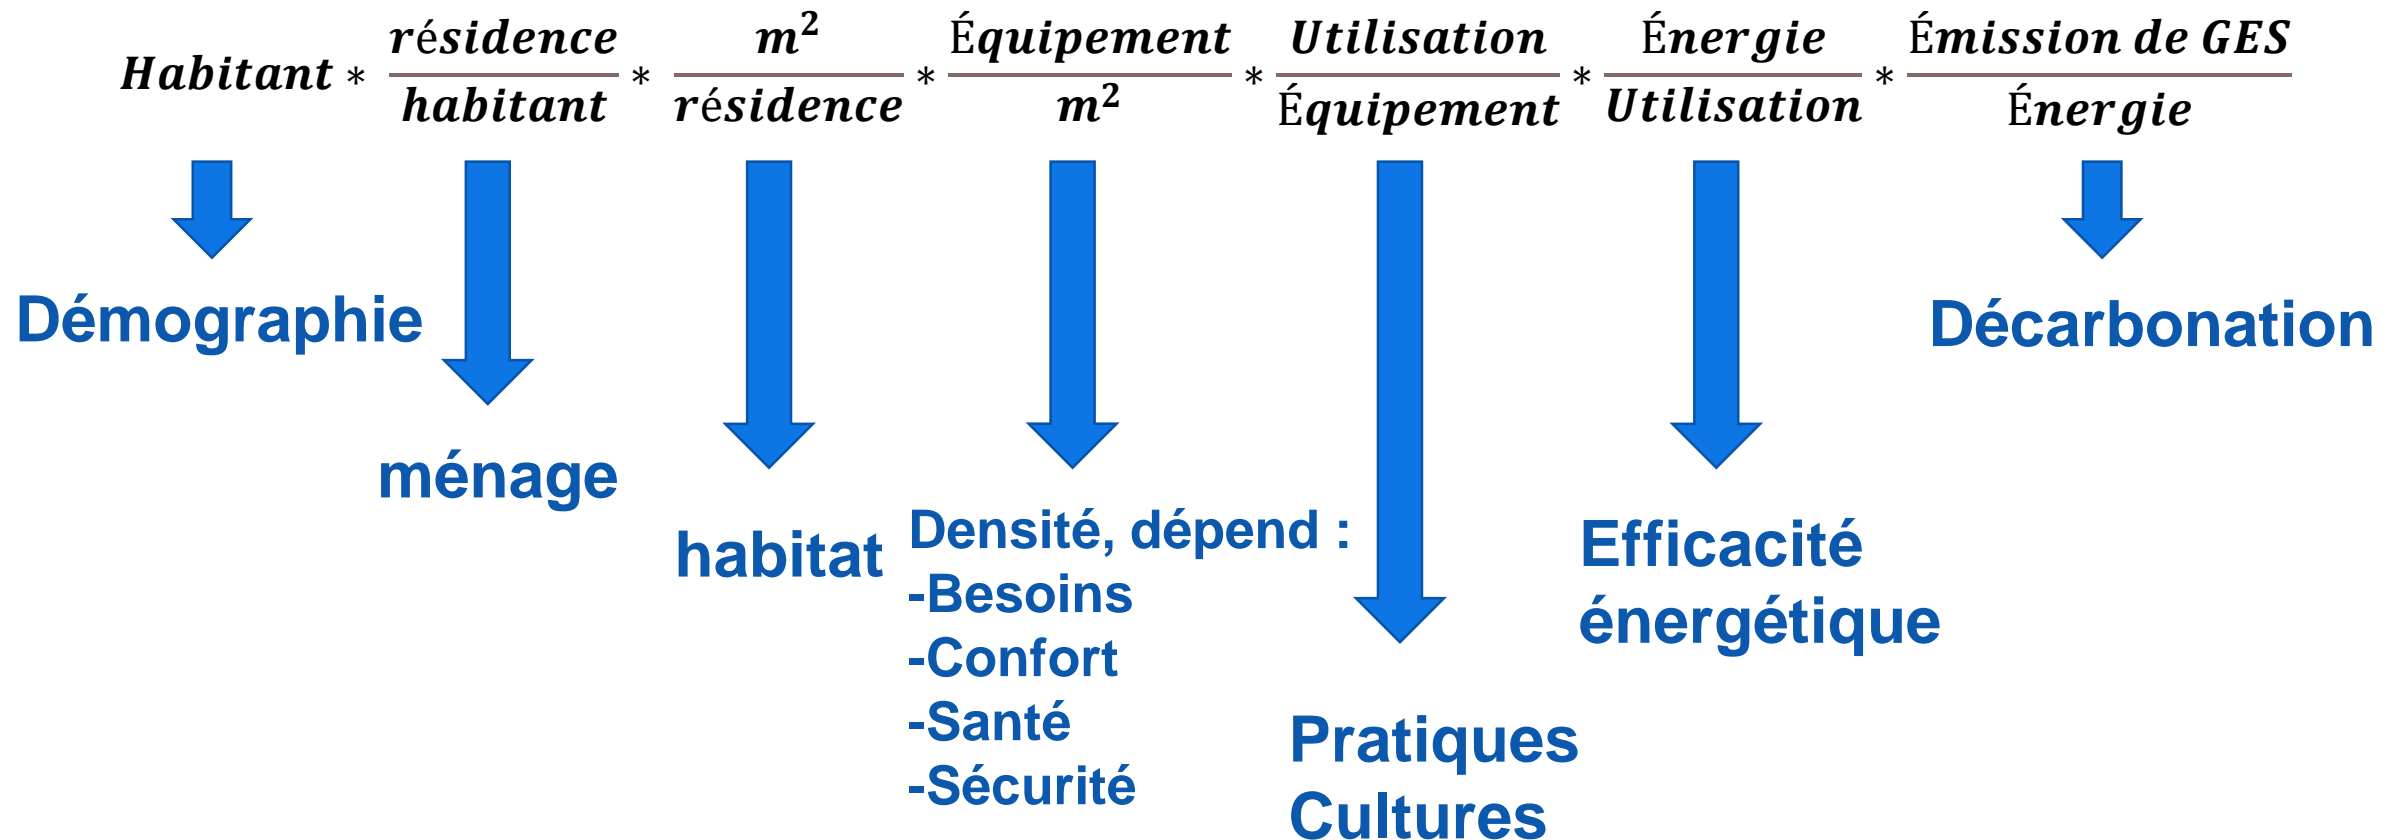 Habitant * résidence/habitant * m²/résidence * Équipement/m² * Utilisation/Équipement * Énergie/Utilisation * Émission de GES/Énergie
Démographie
ménage
habitat
Densité, dépend :
-Besoins
-Confort
-Santé
-Sécurité
Pratiques
Cultures
Efficacité
énergétique
Décarbonation